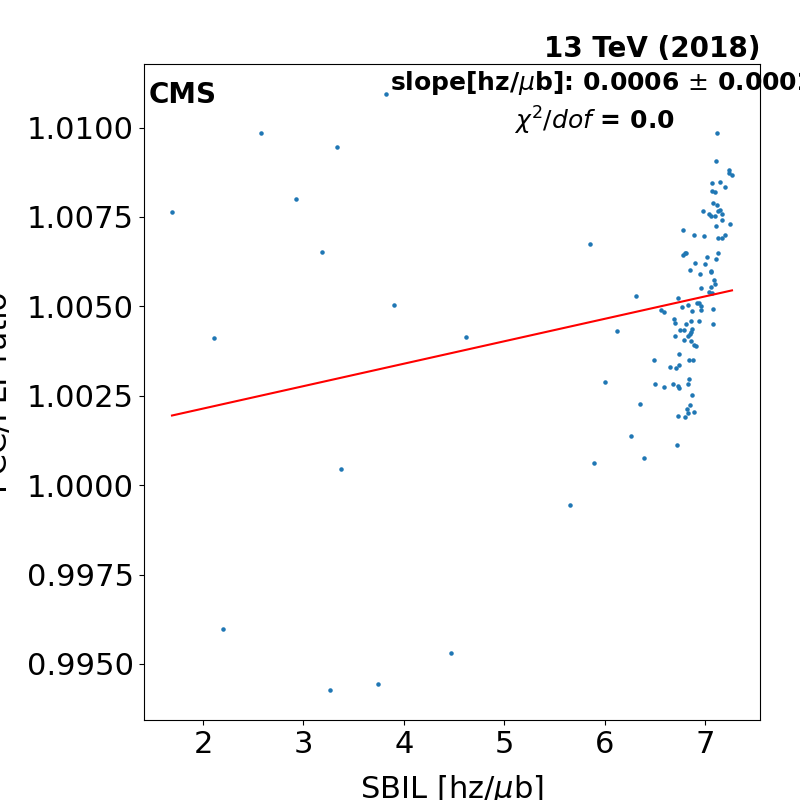 13 TeV (2018)
CMS
slope[hz/μb]: 0.0006 ± 0.000
χ²/dof = 0.0
1.0100
1.0075
1.0050
1.0025
1.0000
0.9975
0.9950
ratio
2 3 4 5 6 7
SBIL [hz/μb]